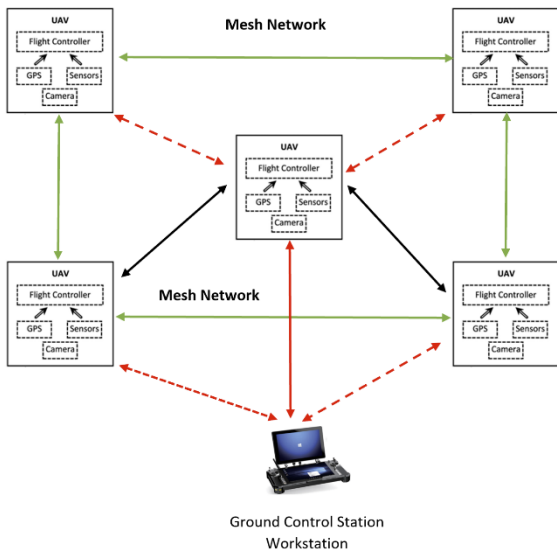 UAV
Flight Controller
GPS
Sensors
Camera
Mesh Network
UAV
Flight Controller
GPS
Sensors
Camera
UAV
Flight Controller
GPS
Sensors
Camera
UAV
Flight Controller
GPS
Sensors
Camera
Mesh Network
UAV
Flight Controller
GPS
Sensors
Camera
Ground Control Station
Workstation